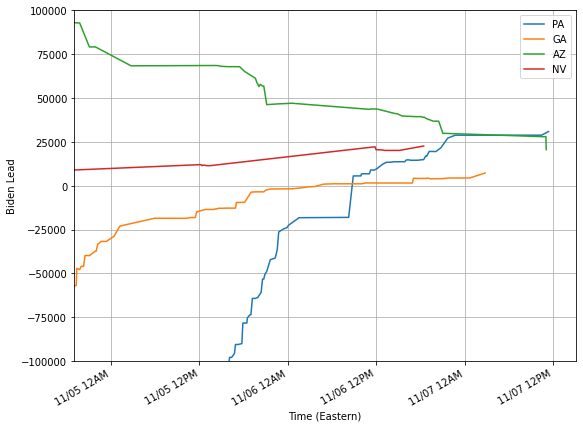 100000
75000
50000
25000
0
−25000
−50000
−75000
−100000
Biden Lead
PA
GA
AZ
NV
11/05 12AM
11/05 12PM
11/06 12AM
11/06 12PM
11/07 12AM
11/07 12PM
Time (Eastern)